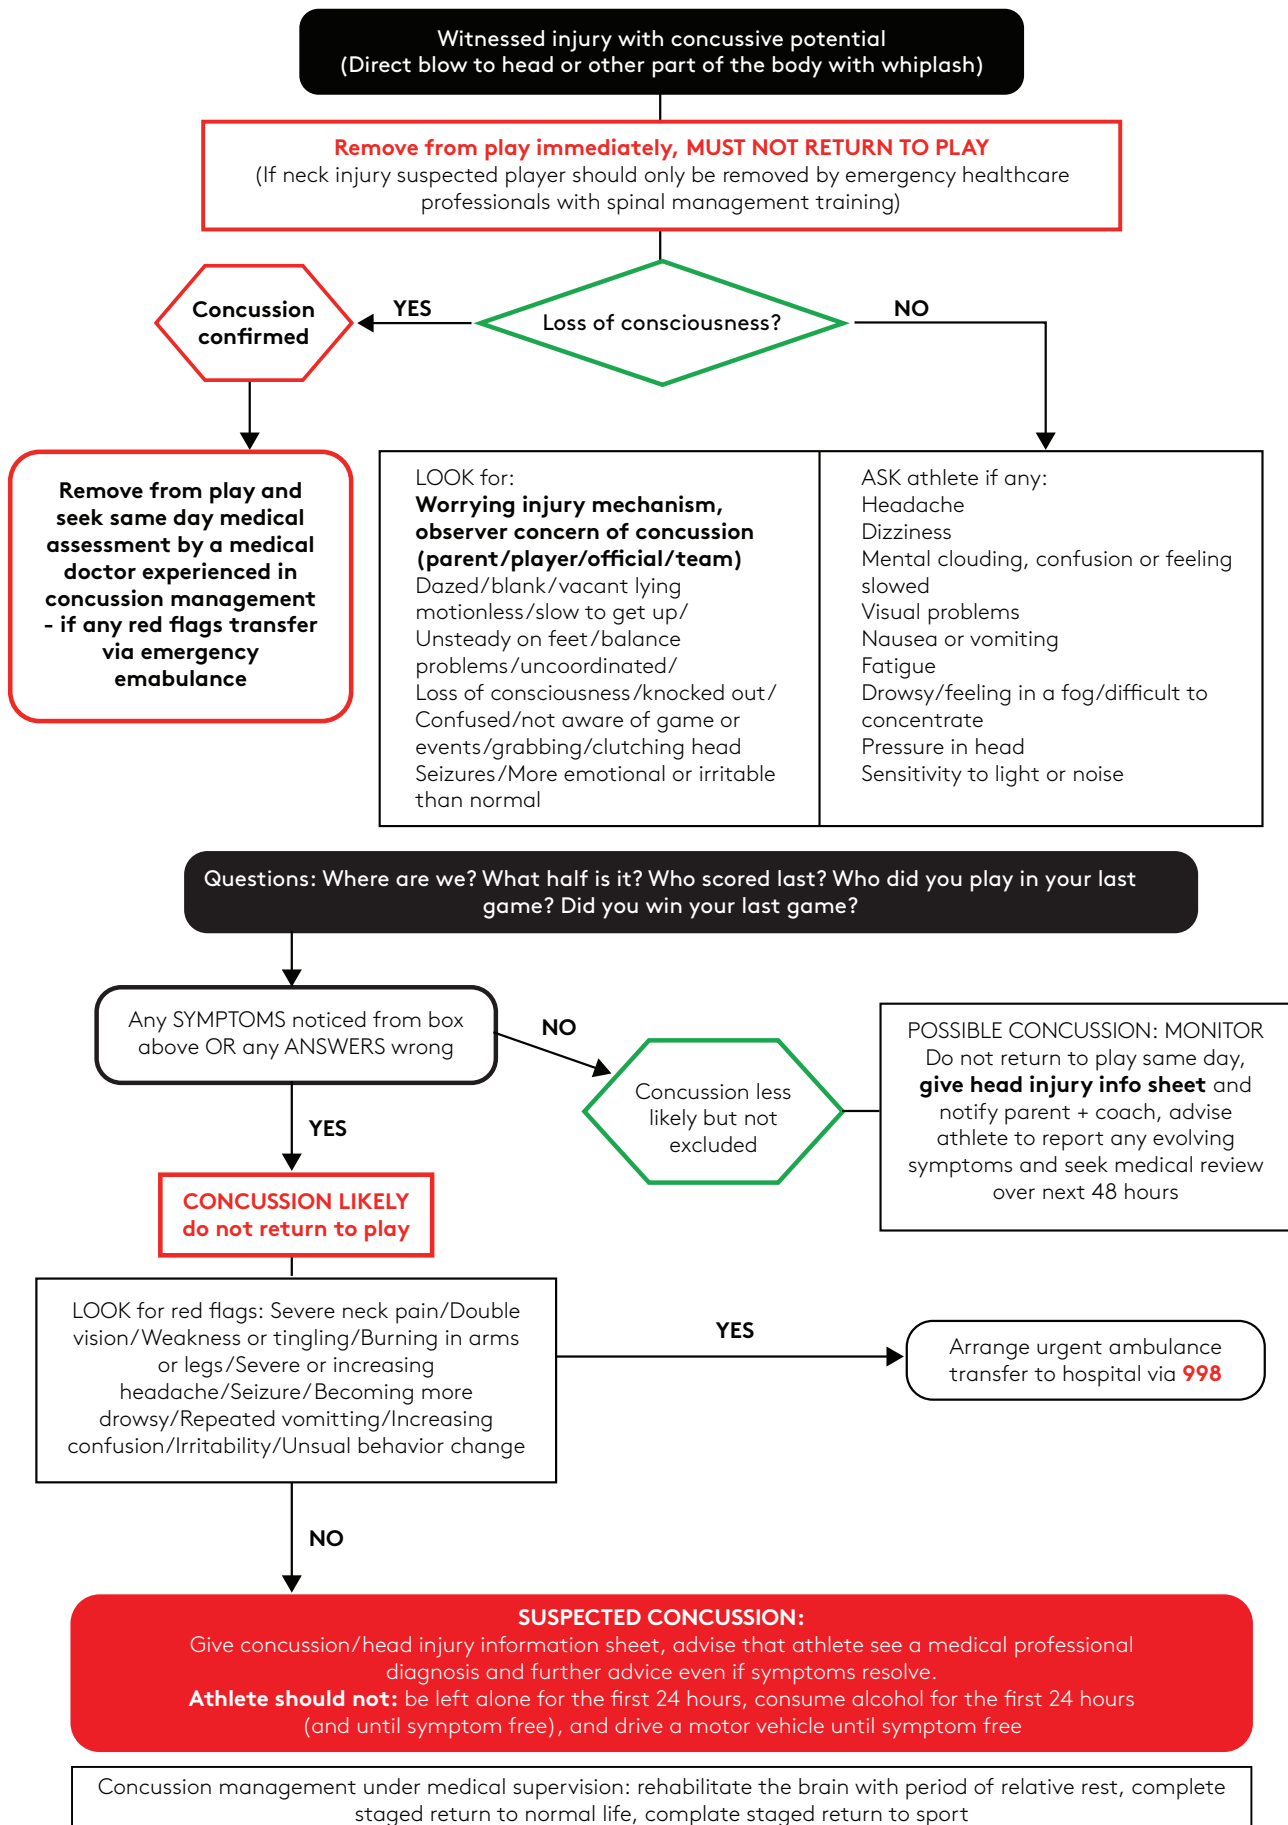 Witnessed injury with concussive potential
(Direct blow to head or other part of the body with whiplash)
Remove from play immediately, MUST NOT RETURN TO PLAY
(If neck injury suspected player should only be removed by emergency healthcare
professionals with spinal management training)
Loss of consciousness?
YES
NO
Concussion
confirmed
Remove from play and
seek same day medical
assessment by a medical
doctor experienced in
concussion management
- if any red flags transfer
via emergency
emabulance
LOOK for:
Worrying injury mechanism,
observer concern of concussion
(parent/player/official/team)
Dazed/blank/vacant lying
motionless/slow to get up/
Unsteady on feet/balance
problems/uncoordinated/
Loss of consciousness/knocked out/
Confused/not aware of game or
events/grabbing/clutching head
Seizures/More emotional or irritable
than normal
ASK athlete if any:
Headache
Dizziness
Mental clouding, confusion or feeling
slowed
Visual problems
Nausea or vomiting
Fatigue
Drowsy/feeling in a fog/difficult to
concentrate
Pressure in head
Sensitivity to light or noise
Questions: Where are we? What half is it? Who scored last? Who did you play in your last
game? Did you win your last game?
Any SYMPTOMS noticed from box
above OR any ANSWERS wrong
NO
Concussion less
likely but not
excluded
POSSIBLE CONCUSSION: MONITOR
Do not return to play same day,
give head injury info sheet and
notify parent + coach, advise
athlete to report any evolving
symptoms and seek medical review
over next 48 hours
YES
CONCUSSION LIKELY
do not return to play
LOOK for red flags: Severe neck pain/Double
vision/Weakness or tingling/Burning in arms
or legs/Severe or increasing
headache/Seizure/Becoming more
drowsy/Repeated vomitting/Increasing
confusion/Irritability/Unsual behavior change
YES
Arrange urgent ambulance
transfer to hospital via 998
NO
SUSPECTED CONCUSSION:
Give concussion/head injury information sheet, advise that athlete see a medical professional
diagnosis and further advice even if symptoms resolve.
Athlete should not: be left alone for the first 24 hours, consume alcohol for the first 24 hours
(and until symptom free), and drive a motor vehicle until symptom free
Concussion management under medical supervision: rehabilitate the brain with period of relative rest, complete
staged return to normal life, complate staged return to sport